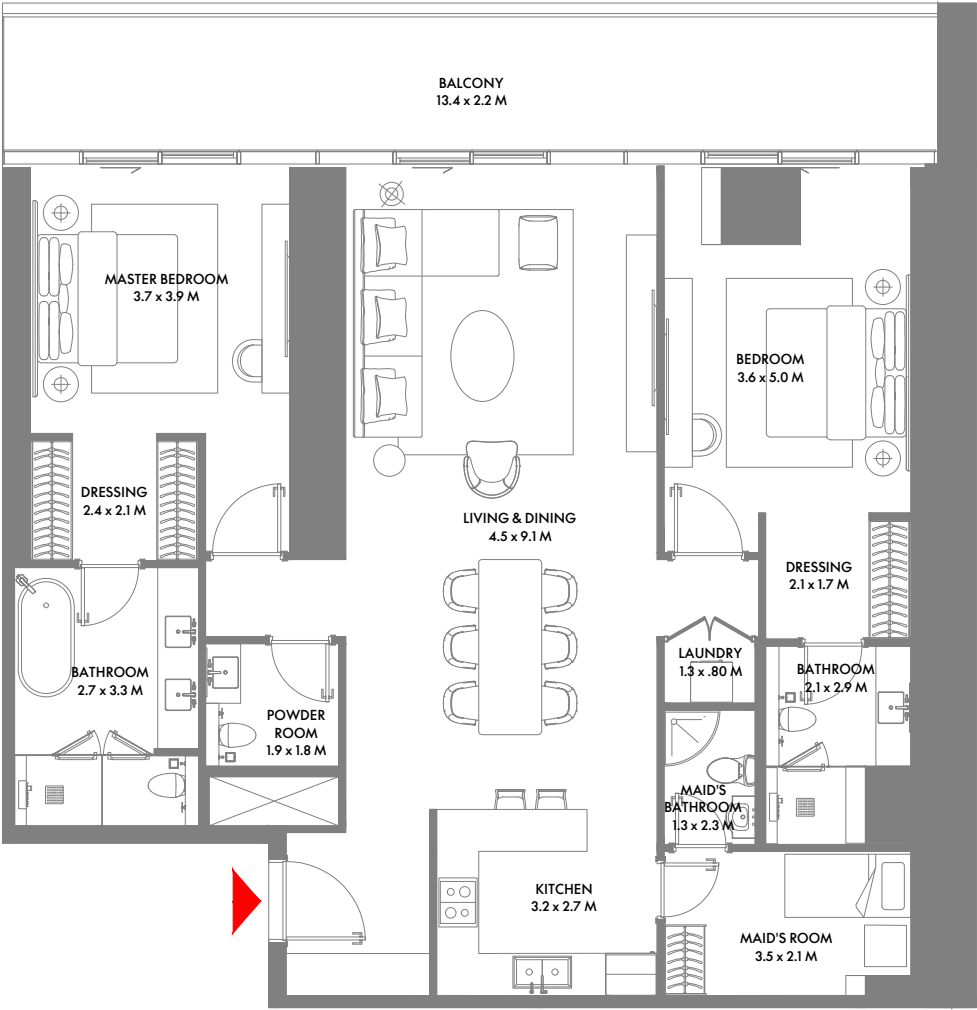 BALCONY
13.4 x 2.2 M
MASTER BEDROOM
3.7 x 3.9 M
BEDROOM
3.6 x 5.0 M
DRESSING
2.4 x 2.1 M
LIVING & DINING
4.5 x 9.1 M
DRESSING
2.1 x 1.7 M
BATHROOM
2.7 x 3.3 M
LAUNDRY
1.3 x .80 M
BATHROOM
2.1 x 2.9 M
POWDER
ROOM
1.9 x 1.8 M
MAID'S
BATHROOM
1.3 x 2.3 M
KITCHEN
3.2 x 2.7 M
MAID'S ROOM
3.5 x 2.1 M